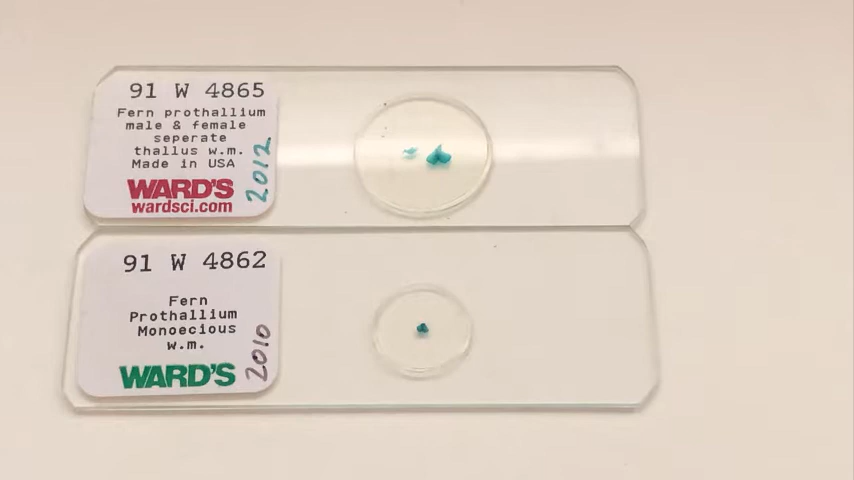 91 W 4865
Fern prothallium
male & female
seperate
thallus w.m.
Made in USA
WARD'S
wardsci.com
2012
91 W 4862
Fern
Prothallium
Monoecious
w.m.
WARD'S
2010